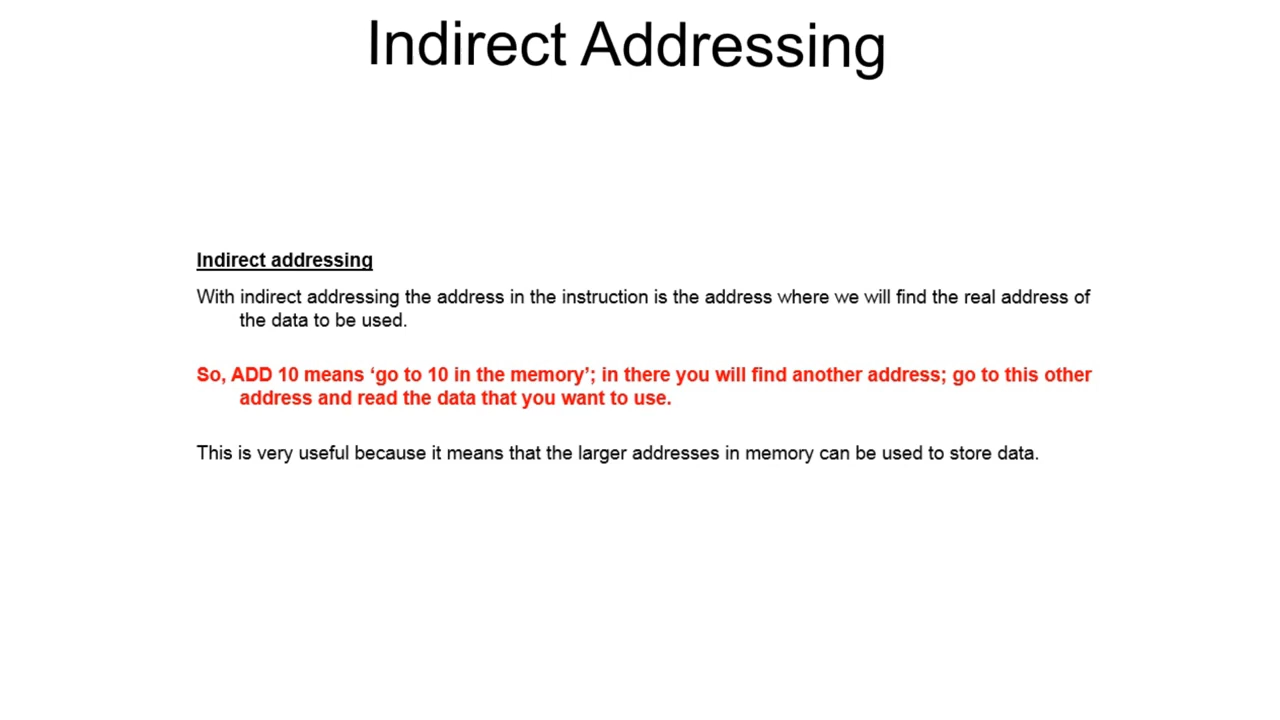 Indirect Addressing
Indirect addressing
With indirect addressing the address in the instruction is the address where we will find the real address of
the data to be used.
So, ADD 10 means ‘go to 10 in the memory’; in there you will find another address; go to this other
address and read the data that you want to use.
This is very useful because it means that the larger addresses in memory can be used to store data.